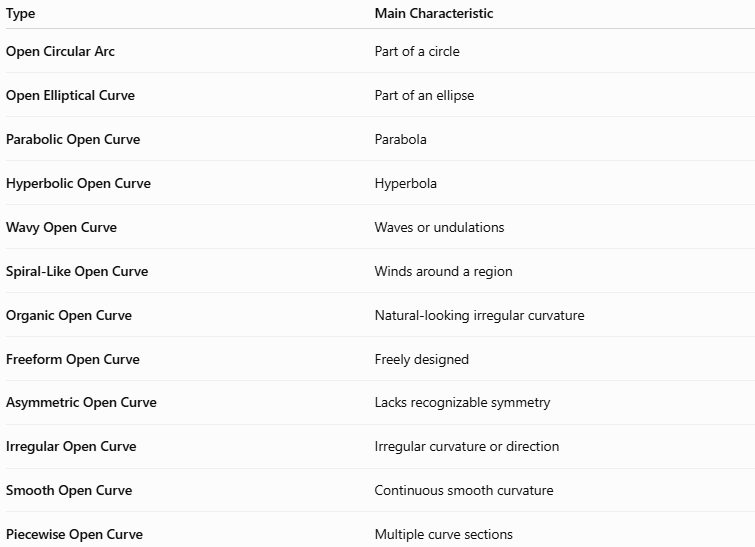 Type Main Characteristic
Open Circular Arc Part of a circle
Open Elliptical Curve Part of an ellipse
Parabolic Open Curve Parabola
Hyperbolic Open Curve Hyperbola
Wavy Open Curve Waves or undulations
Spiral-Like Open Curve Winds around a region
Organic Open Curve Natural-looking irregular curvature
Freeform Open Curve Freely designed
Asymmetric Open Curve Lacks recognizable symmetry
Irregular Open Curve Irregular curvature or direction
Smooth Open Curve Continuous smooth curvature
Piecewise Open Curve Multiple curve sections